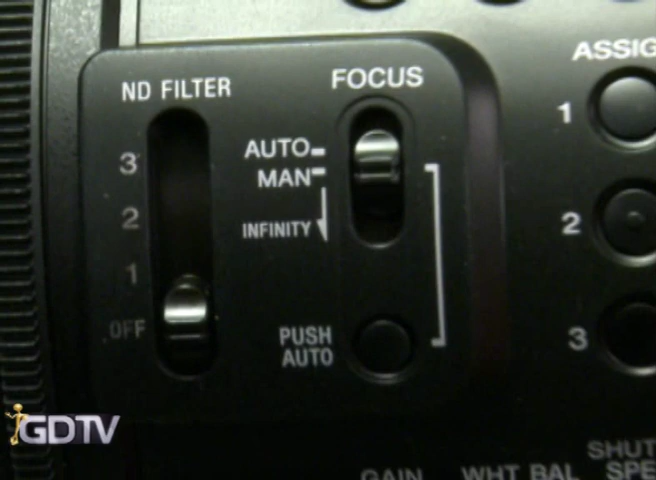 ND FILTER
FOCUS
ASSIG
3
2
1
OFF
AUTO
MAN
INFINITY
PUSH
AUTO
1
2
3
GDTV
SHUT
GAIN
WHT BAL
SPE